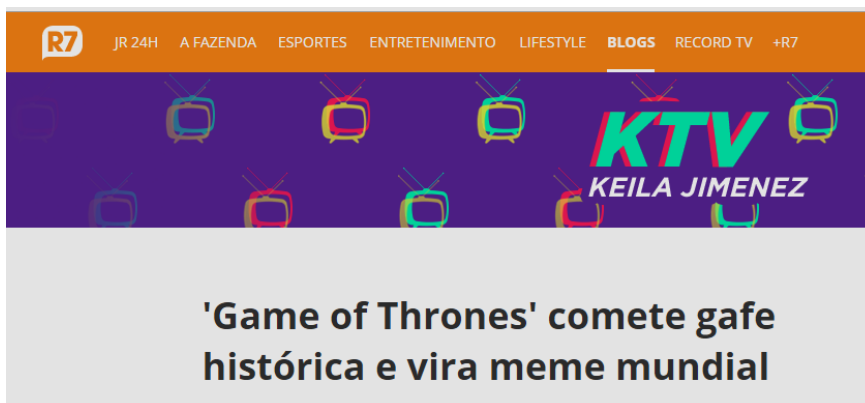 R7 JR 24H A FAZENDA ESPORTES ENTRETENIMENTO LIFESTYLE BLOGS RECORD TV +R7
KTV
KEILA JIMENEZ
'Game of Thrones' comete gafe
histórica e vira meme mundial